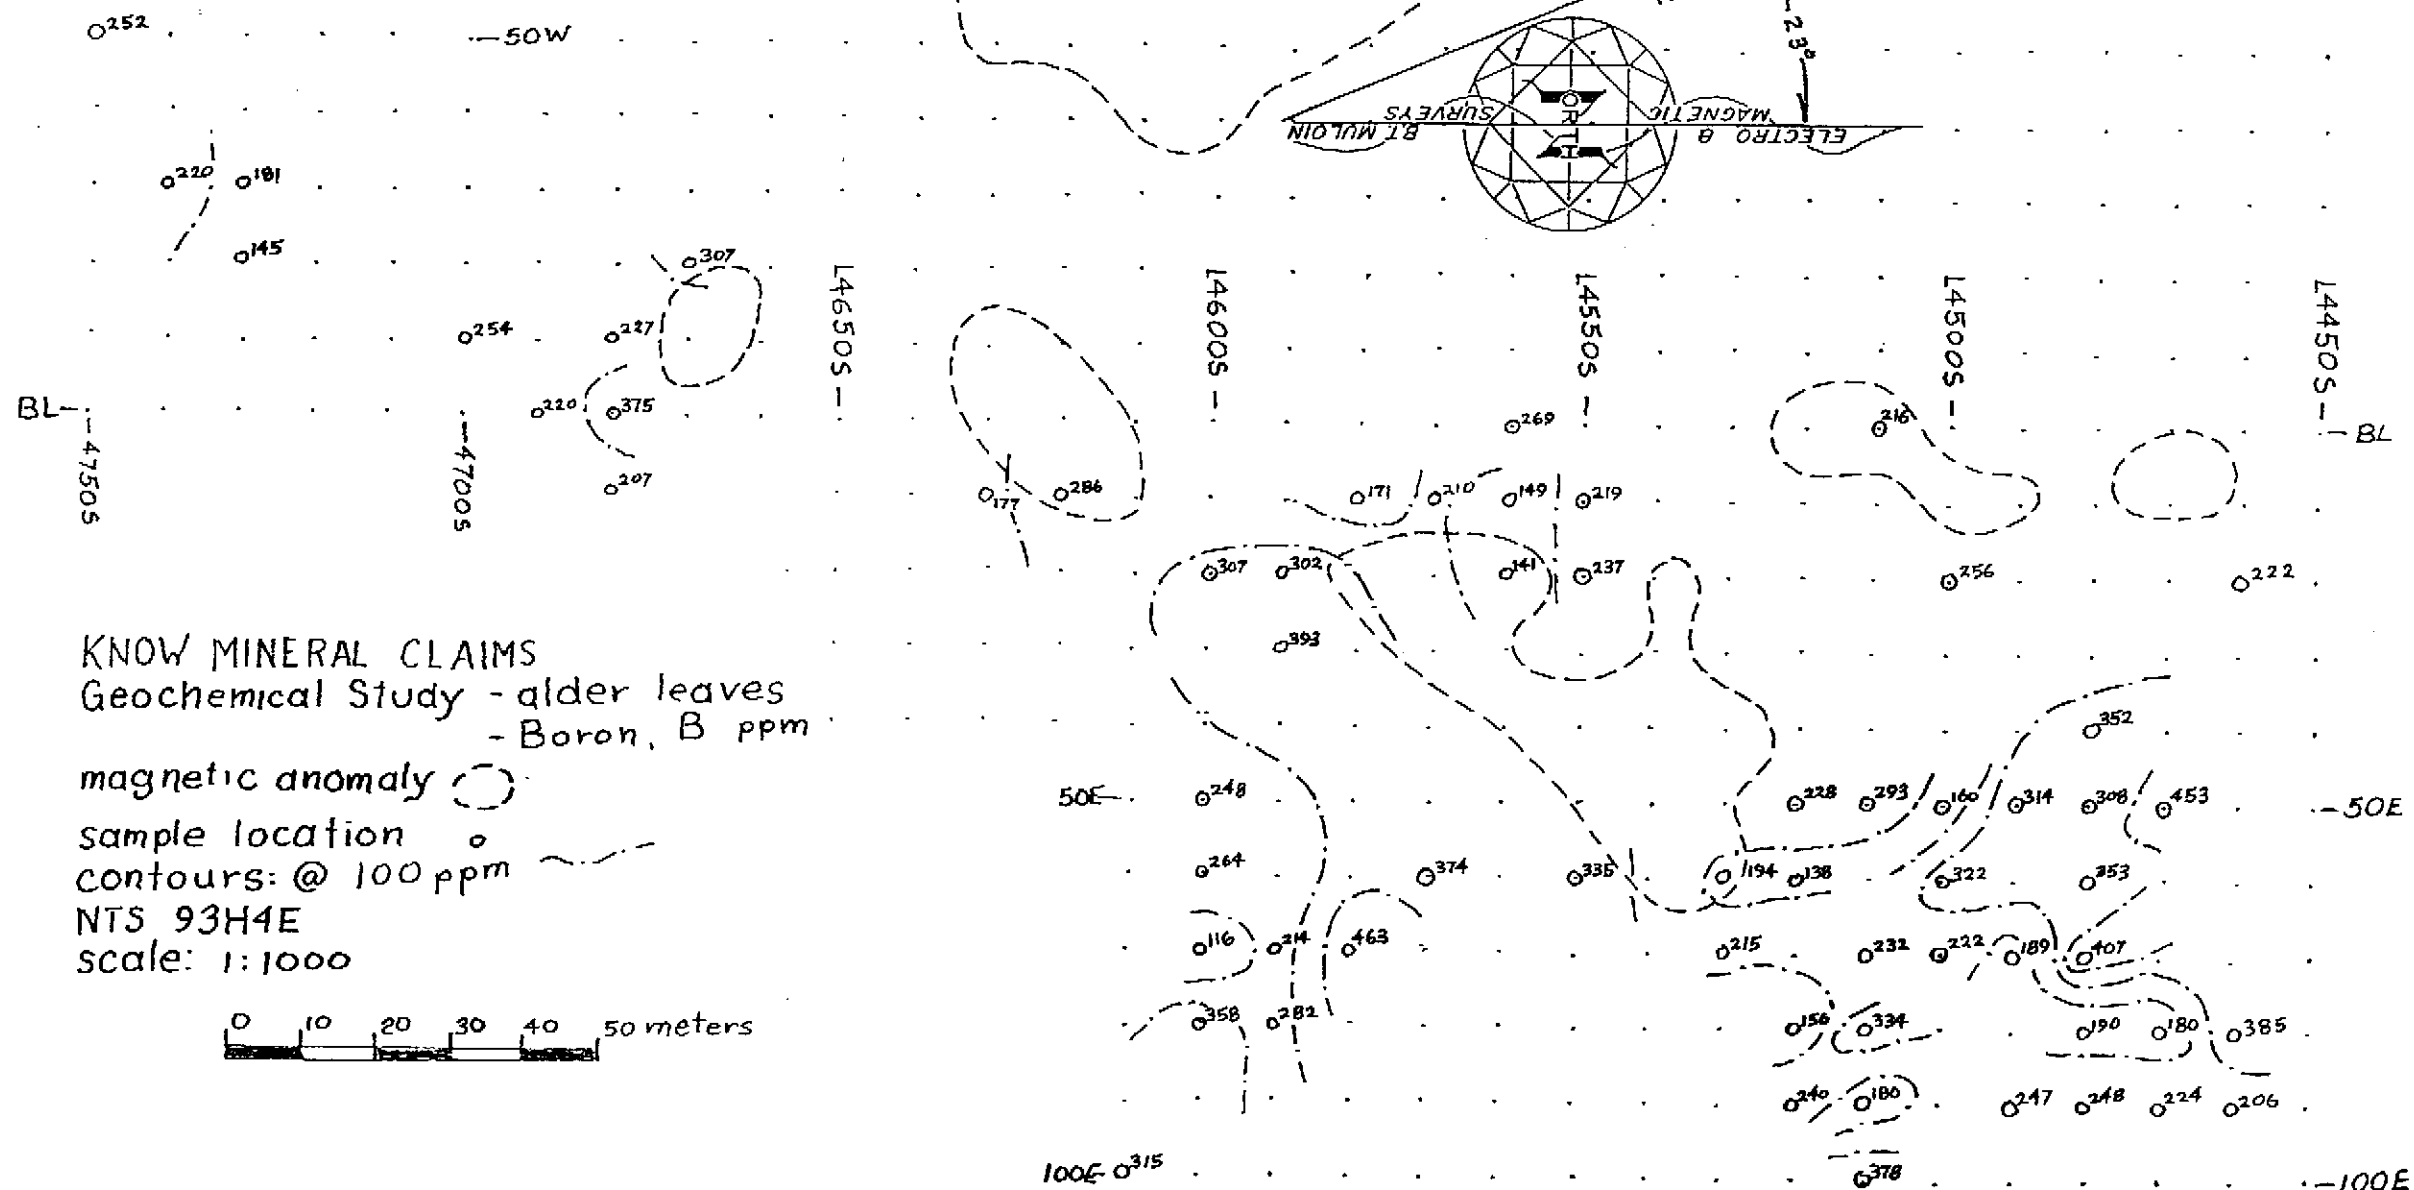 252
-50W
-23°
SURVEYS
MAGNETIC
B.T. MULOIN
ELECTRO &
NORTH
220 181
145
307
L4650S -
L4600S -
L4550S -
L4500S -
L4450S -
254 227
BL-
-4750S
-4700S
220 375
269
216
-BL
207
177 286
171 210 149 219
307 302 141 237
256 222
393
KNOW MINERAL CLAIMS
Geochemical Study - alder leaves
- Boron, B ppm
magnetic anomaly
sample location
contours: @ 100 ppm
NTS 93H4E
scale: 1:1000
0 10 20 30 40 50 meters
352
50E-
248
228 293 160 314 308 453
-50E
264 374 335 194 138 322 353
116 214 463 215 232 222 189 407
358 282 156 334 190 180 385
240 180 247 248 224 206
100E 315
378
-100E